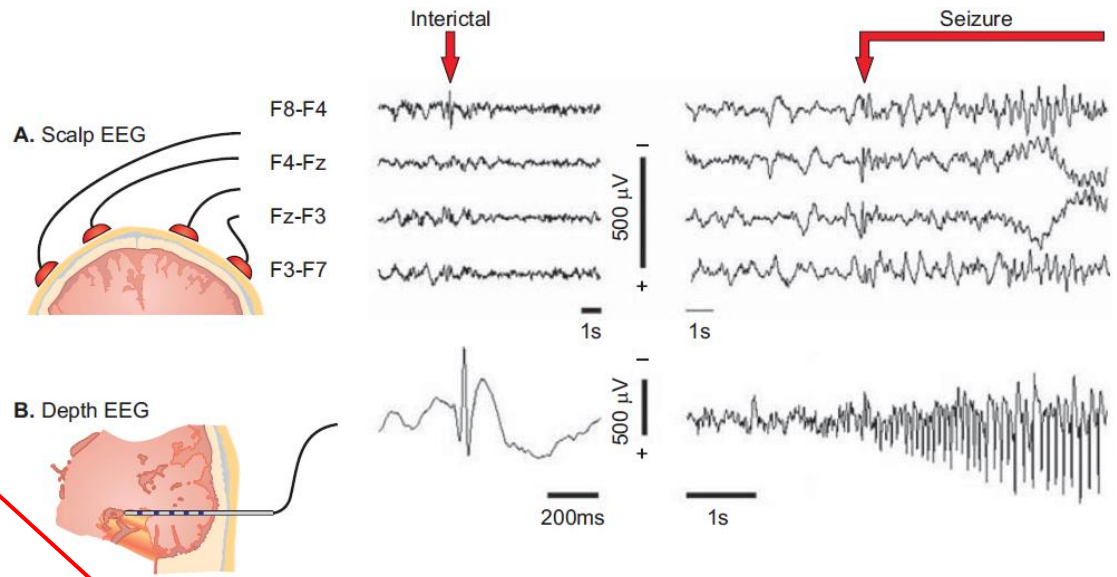 Interictal
Seizure
A. Scalp EEG
F8-F4
F4-Fz
Fz-F3
F3-F7
−
500 µV
+
1s
1s
B. Depth EEG
−
500 µV
+
200ms
1s